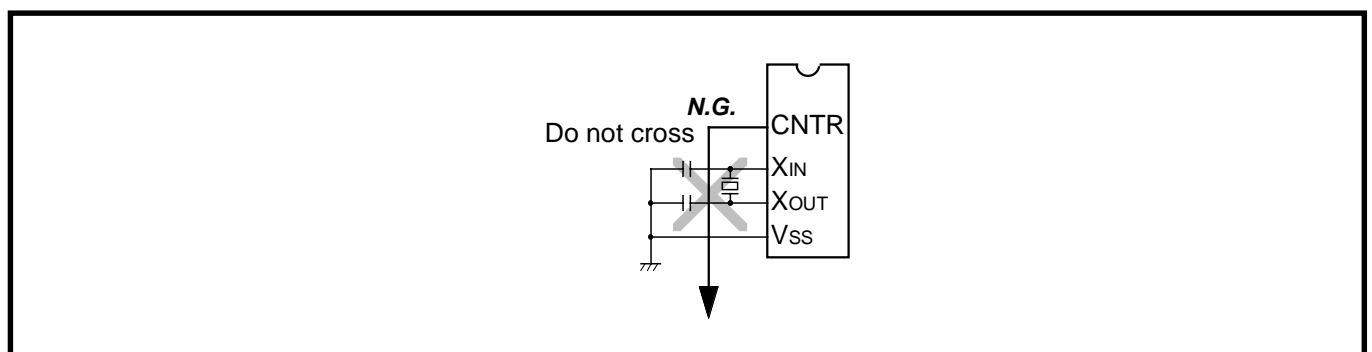 N.G.
Do not cross
CNTR
XIN
XOUT
VSS